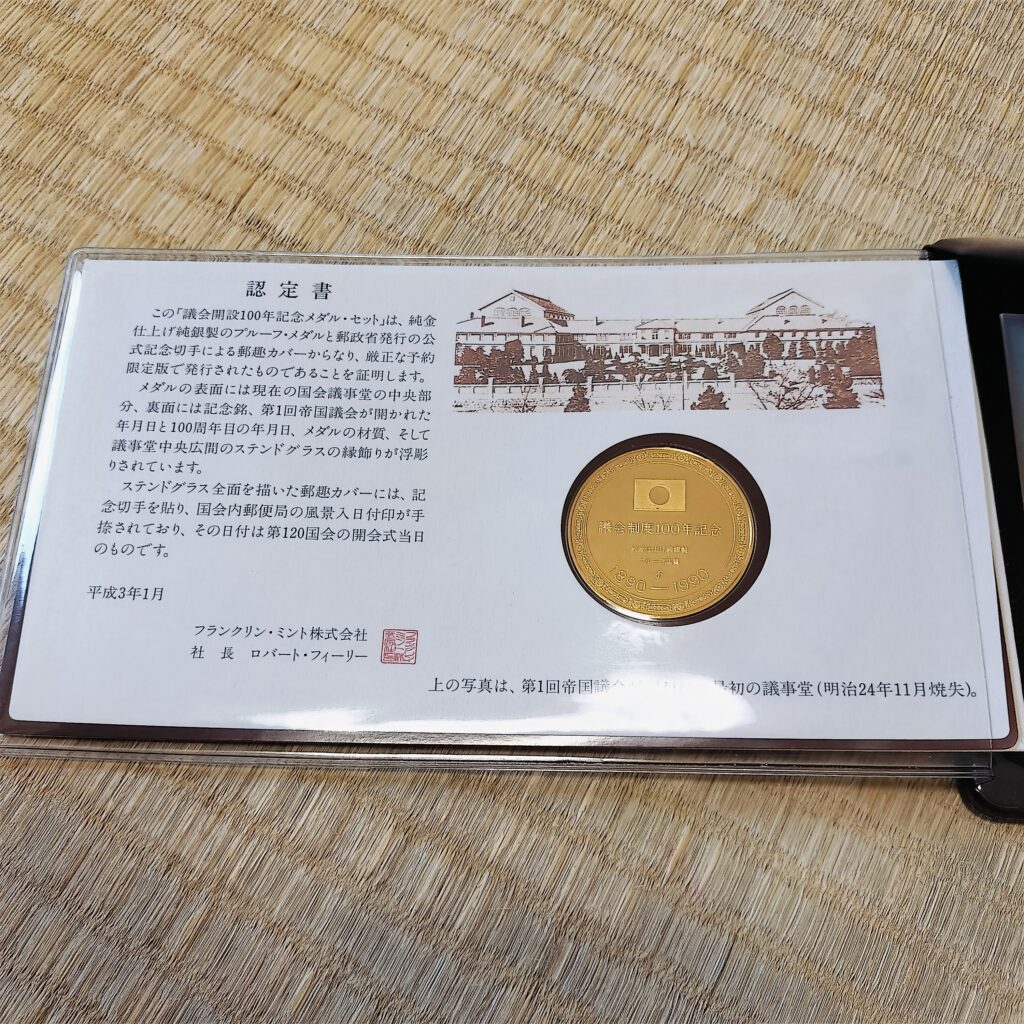 認定書
この「議会開設100年記念メダル・セット」は、純金
仕上げ純銀製のプルーフ・メダルと郵政省発行の公
式記念切手による郵趣カバーからなり、厳正な予約
限定版で発行されたものであることを証明します。
メダルの表面には現在の国会議事堂の中央部
分、裏面には記念銘、第1回帝国議会が開かれた
年月日と100周年目の年月日、メダルの材質、そして
議事堂中央広間のステンドグラスの縁飾りが浮彫
りされています。
ステンドグラス全面を描いた郵趣カバーには、記
念切手を貼り、国会内郵便局の風景入日付印が手
捺されており、その日付は第120国会の開会式当日
のものです。
平成3年1月
フランクリン・ミント株式会社
社長 ロバート・フィーリー
議会制度100年記念
1890—1990
上の写真は、第1回帝国議会 最初の議事堂(明治24年11月焼失)。